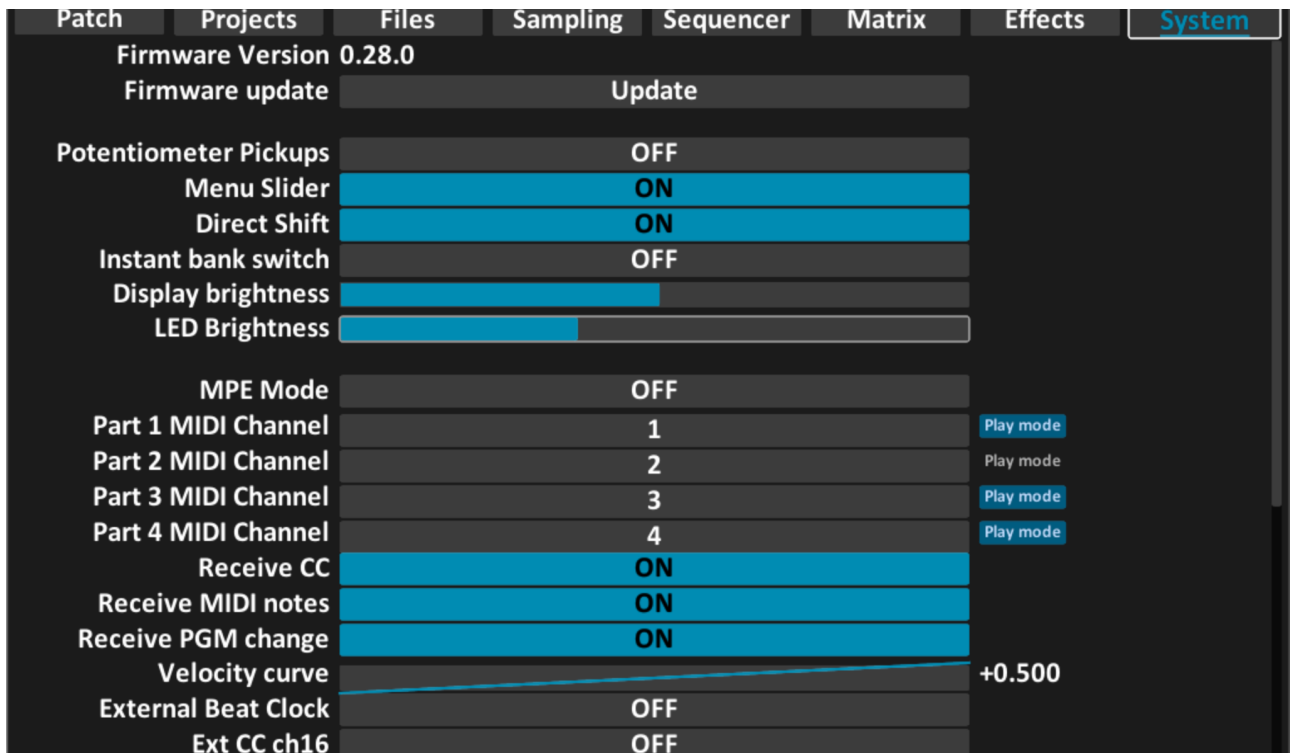 Patch Projects Files Sampling Sequencer Matrix Effects System
Firmware Version 0.28.0
Firmware update Update
Potentiometer Pickups OFF
Menu Slider ON
Direct Shift ON
Instant bank switch OFF
Display brightness
LED Brightness
MPE Mode OFF
Part 1 MIDI Channel 1 Play mode
Part 2 MIDI Channel 2 Play mode
Part 3 MIDI Channel 3 Play mode
Part 4 MIDI Channel 4 Play mode
Receive CC ON
Receive MIDI notes ON
Receive PGM change ON
Velocity curve +0.500
External Beat Clock OFF
Ext CC ch16 OFF